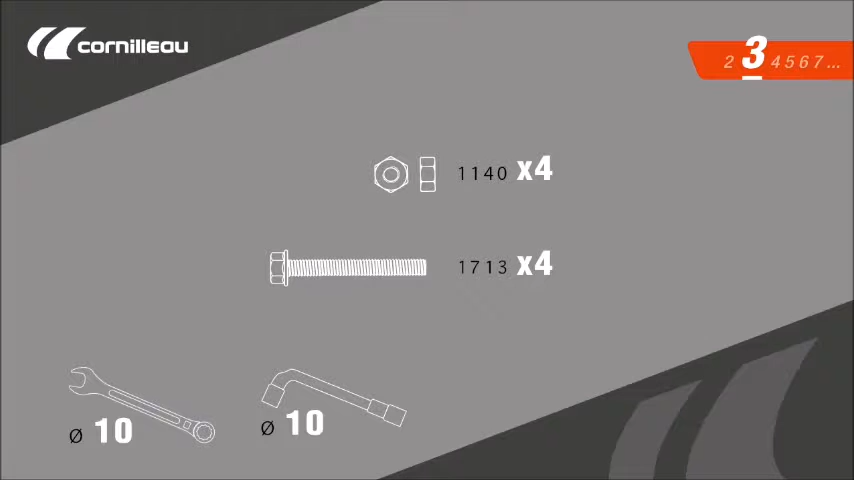 cornilleau
2 3 4 5 6 7 ...
1140 x4
1713 x4
Ø 10
Ø 10